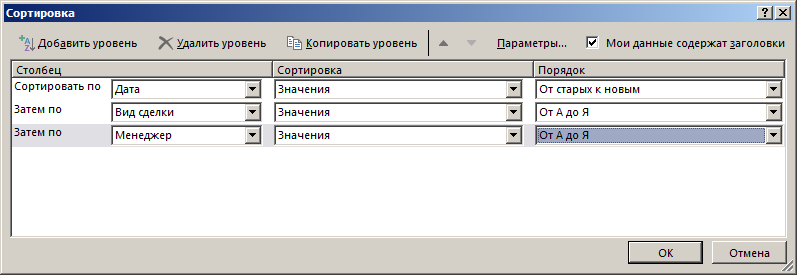 Сортировка
Добавить уровень Удалить уровень Копировать уровень Параметры... Мои данные содержат заголовки
Столбец Сортировка Порядок
Сортировать по Дата Значения От старых к новым
Затем по Вид сделки Значения От А до Я
Затем по Менеджер Значения От А до Я
ОК Отмена